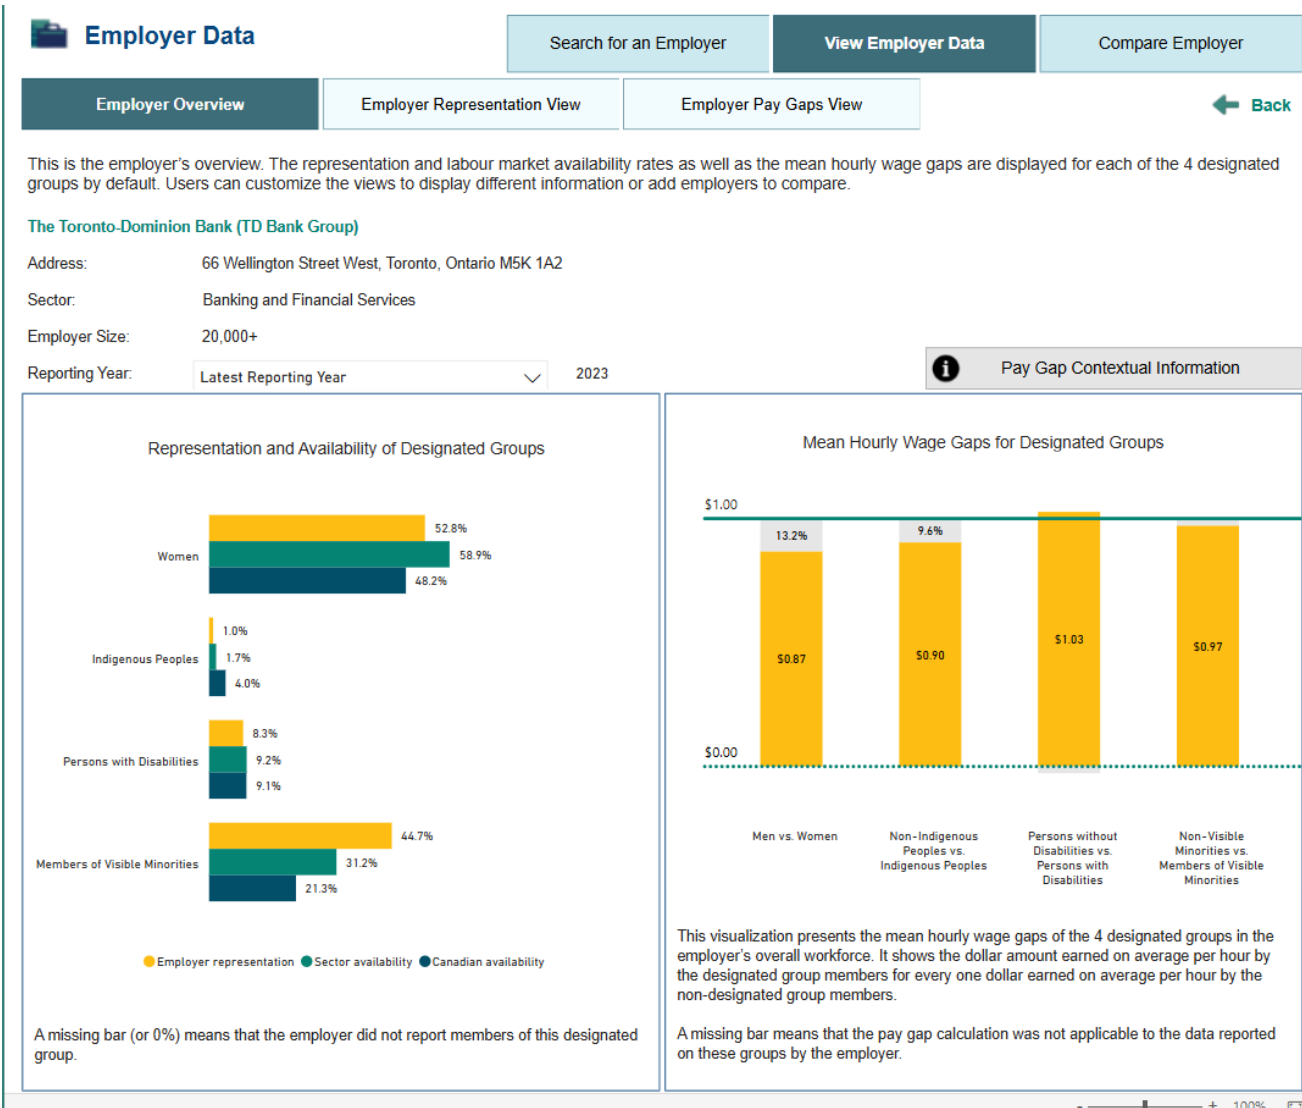 Employer Data
Search for an Employer
View Employer Data
Compare Employer
Employer Overview
Employer Representation View
Employer Pay Gaps View
Back
This is the employer's overview. The representation and labour market availability rates as well as the mean hourly wage gaps are displayed for each of the 4 designated
groups by default. Users can customize the views to display different information or add employers to compare.
The Toronto-Dominion Bank (TD Bank Group)
Address: 66 Wellington Street West, Toronto, Ontario M5K 1A2
Sector: Banking and Financial Services
Employer Size: 20,000+
Reporting Year: Latest Reporting Year 2023
Pay Gap Contextual Information
Representation and Availability of Designated Groups
Women
52.8%
58.9%
48.2%
Indigenous Peoples
1.0%
1.7%
4.0%
Persons with Disabilities
8.3%
9.2%
9.1%
Members of Visible Minorities
44.7%
31.2%
21.3%
Employer representation Sector availability Canadian availability
A missing bar (or 0%) means that the employer did not report members of this designated
group.
Mean Hourly Wage Gaps for Designated Groups
$1.00
13.2%
9.6%
$0.87
$0.90
$1.03
$0.97
$0.00
Men vs. Women
Non-Indigenous
Peoples vs.
Indigenous Peoples
Persons without
Disabilities vs.
Persons with
Disabilities
Non-Visible
Minorities vs.
Members of Visible
Minorities
This visualization presents the mean hourly wage gaps of the 4 designated groups in the
employer's overall workforce. It shows the dollar amount earned on average per hour by
the designated group members for every one dollar earned on average per hour by the
non-designated group members.
A missing bar means that the pay gap calculation was not applicable to the data reported
on these groups by the employer.
- + 100%